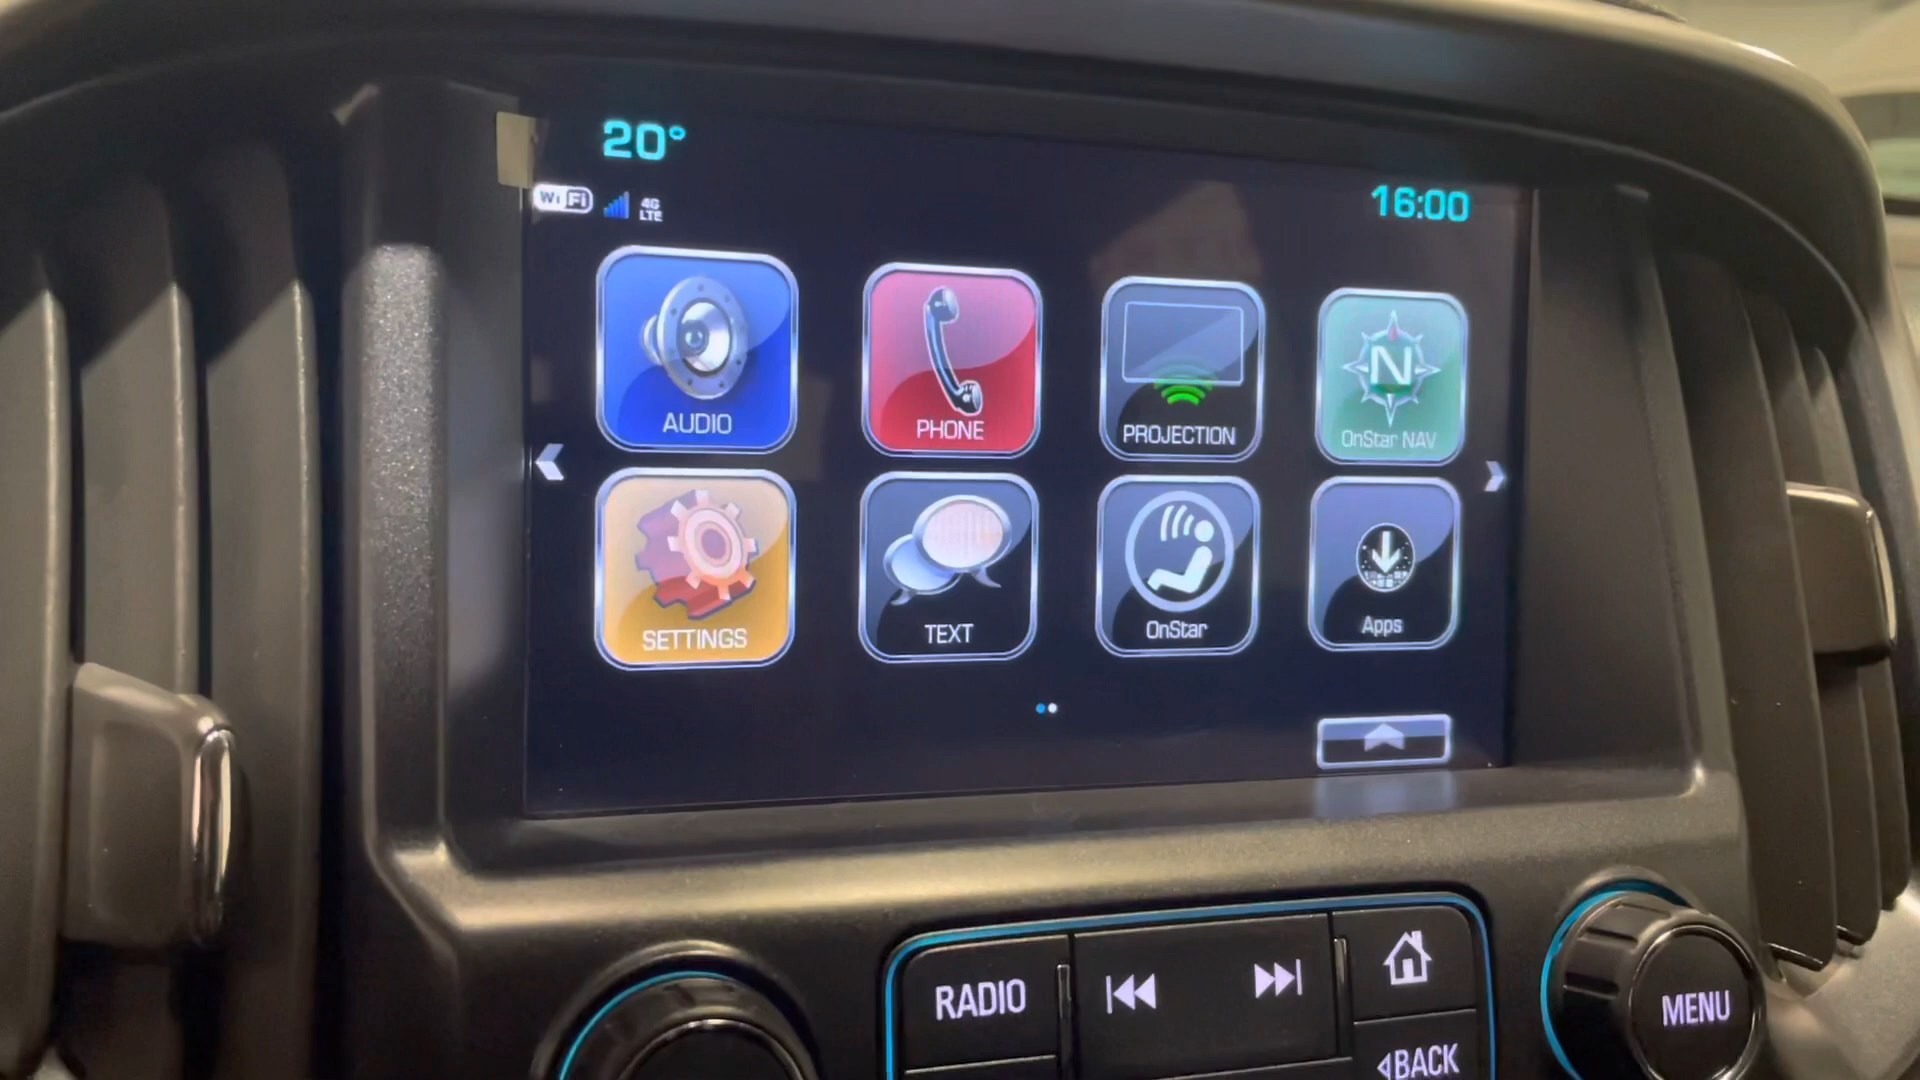 20°
WiFi 4G LTE
16:00
AUDIO
PHONE
PROJECTION
N
OnStar NAV
SETTINGS
TEXT
OnStar
Apps
RADIO
MENU
BACK